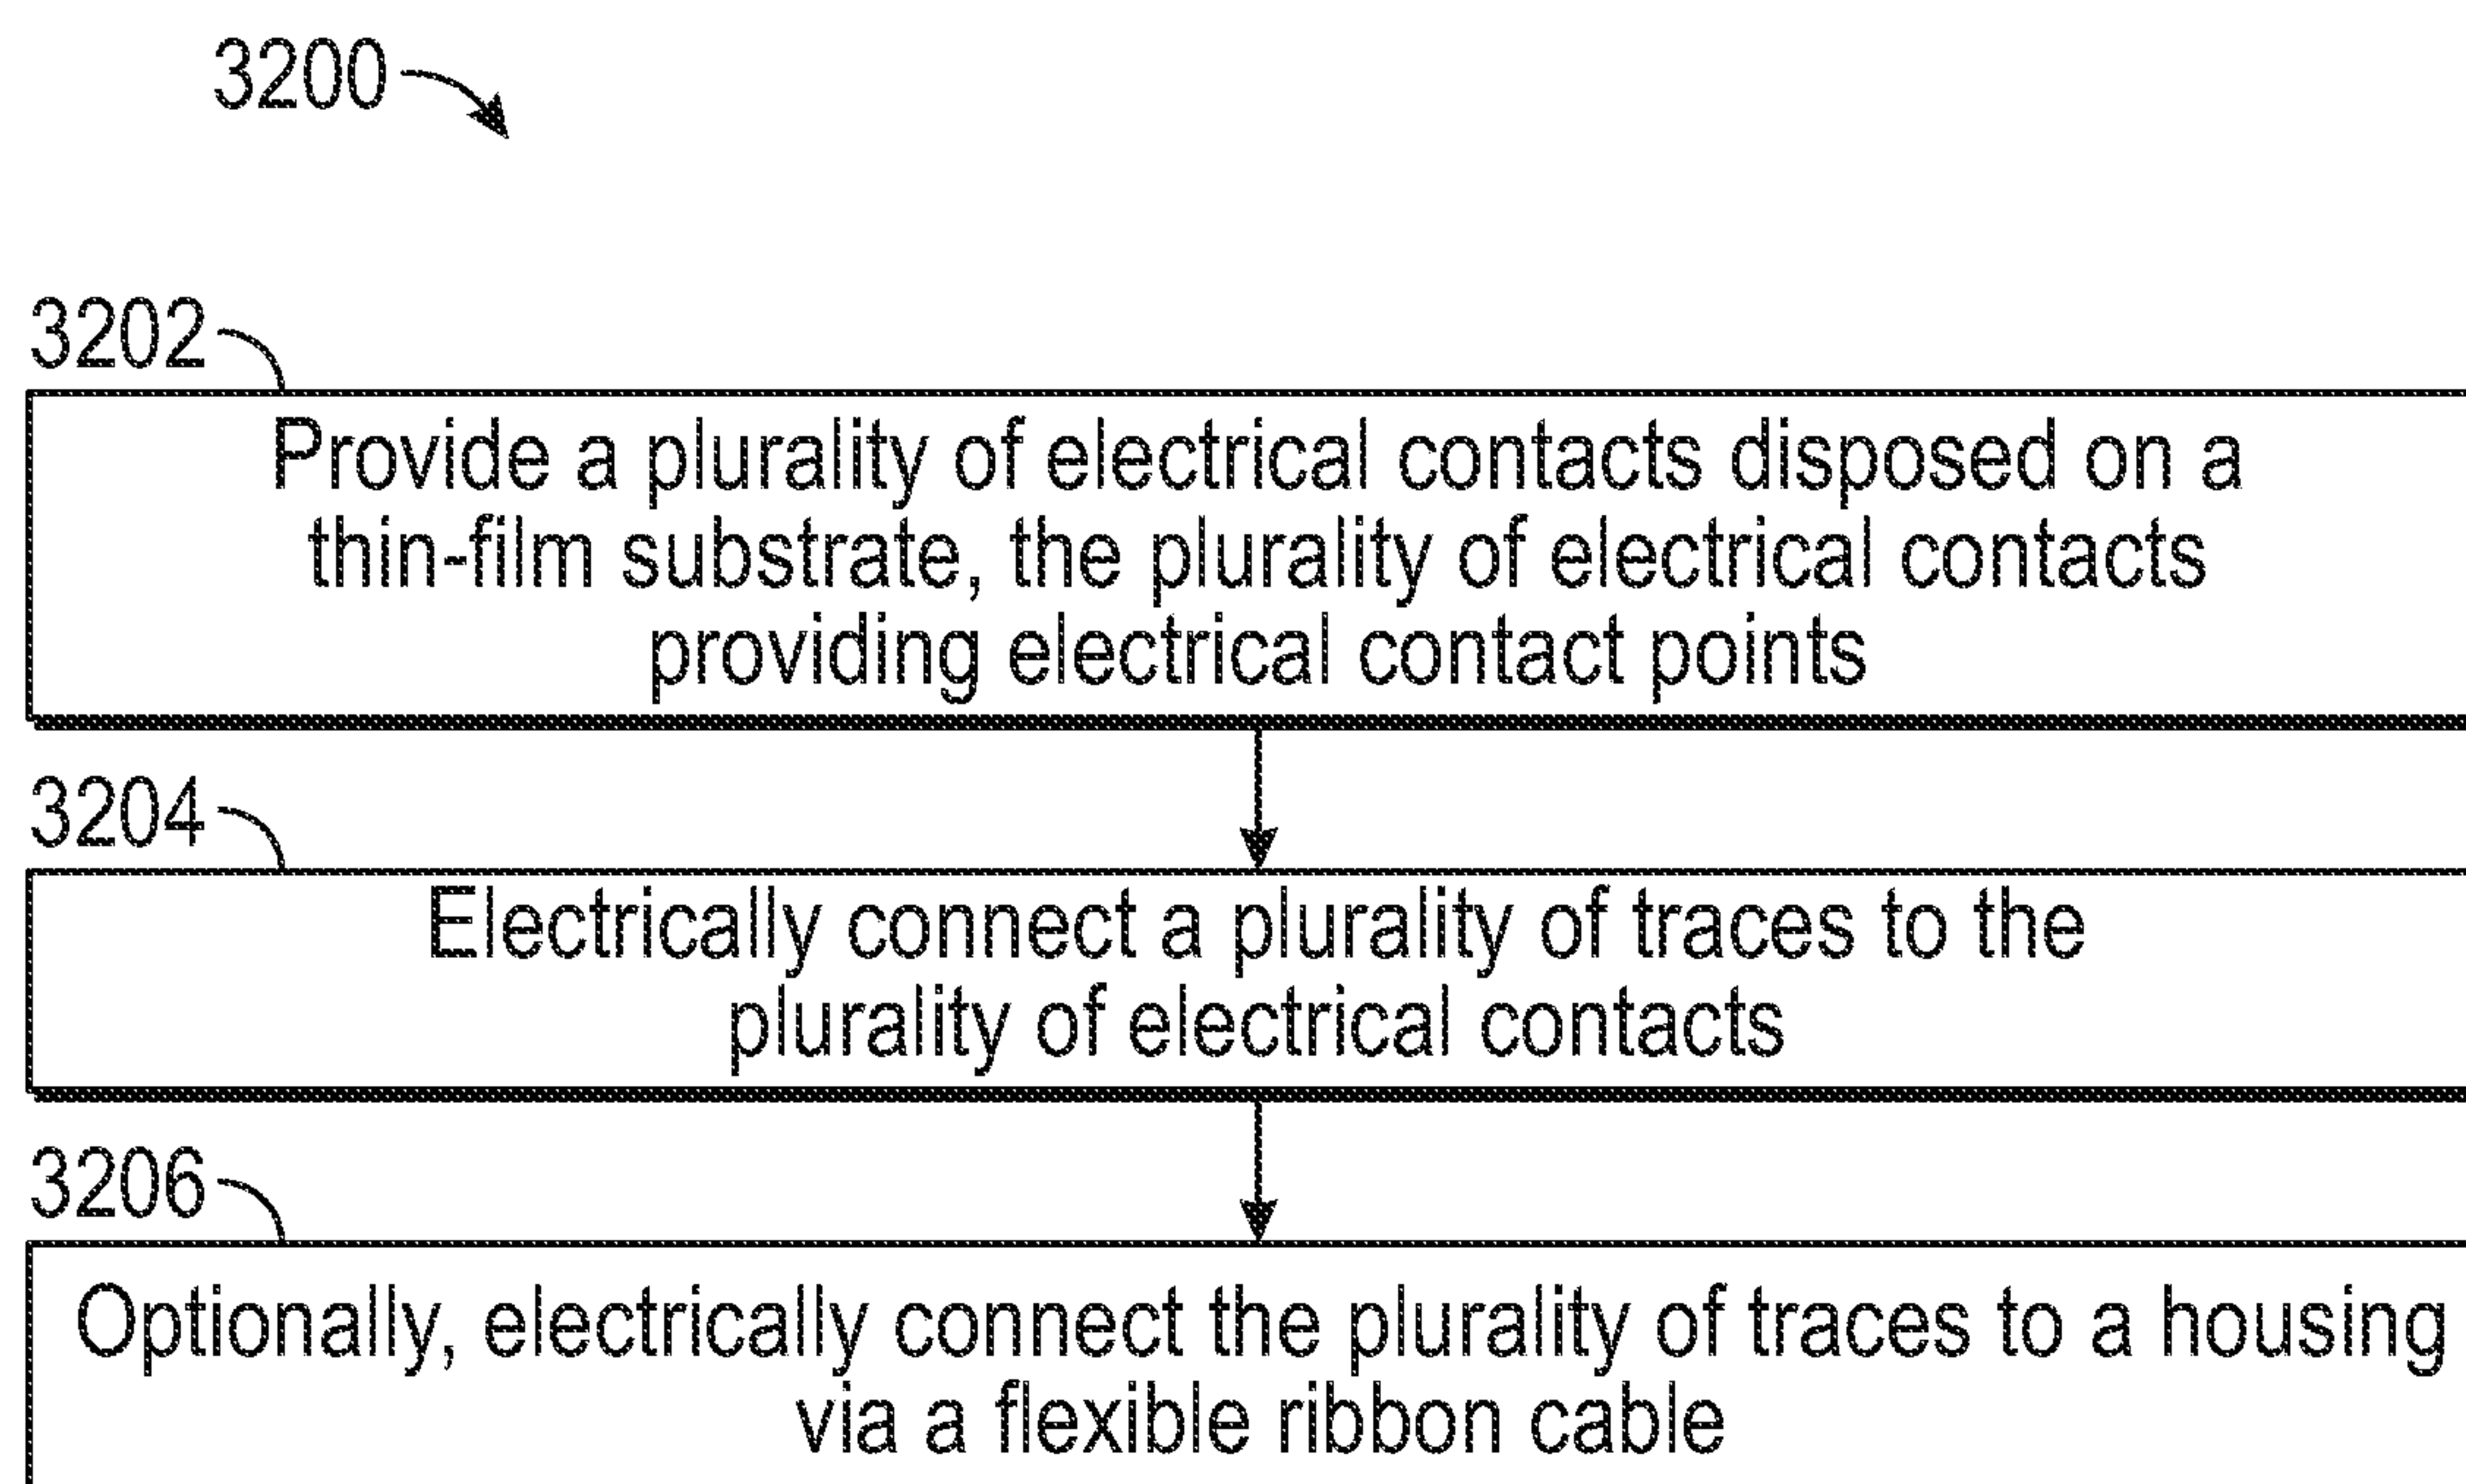 3200
3202
Provide a plurality of electrical contacts disposed on a
thin-film substrate, the plurality of electrical contacts
providing electrical contact points
3204
Electrically connect a plurality of traces to the
plurality of electrical contacts
3206
Optionally, electrically connect the plurality of traces to a housing
via a flexible ribbon cable